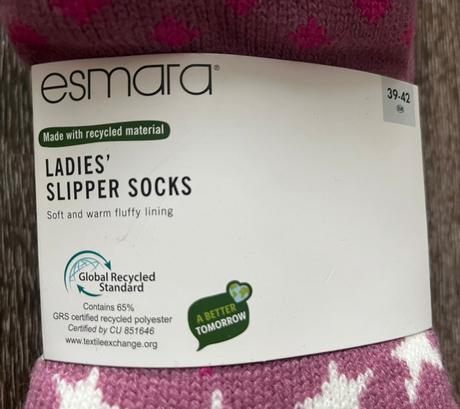 esmara®
39-42
Made with recycled material
LADIES'
SLIPPER SOCKS
Soft and warm fluffy lining
Global Recycled
Standard
Contains 65%
GRS certified recycled polyester
Certified by CU 851646
www.textileexchange.org
A BETTER
TOMORROW